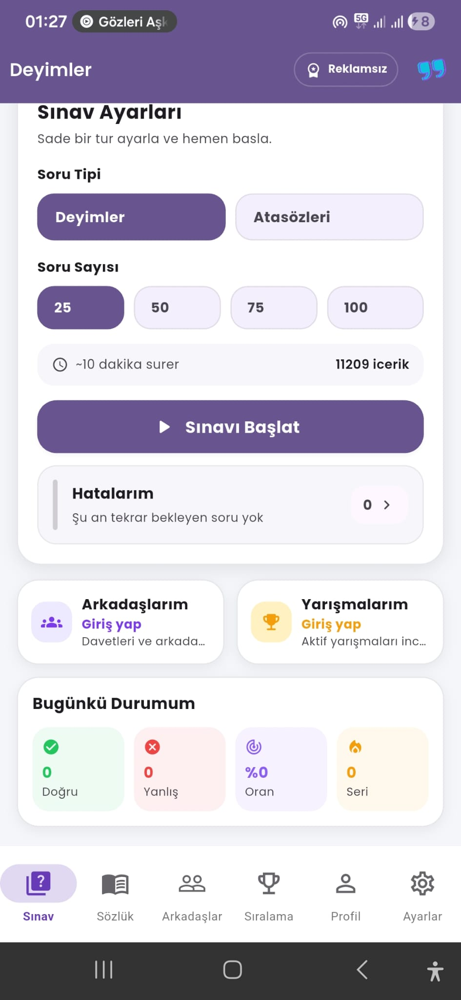 01:27 Gözleri Aşk 5G 8
Deyimler Reklamsız
Sınav Ayarları
Sade bir tur ayarla ve hemen basla.
Soru Tipi
Deyimler Atasözleri
Soru Sayısı
25 50 75 100
~10 dakika surer 11209 icerik
Sınavı Başlat
Hatalarım
0
Şu an tekrar bekleyen soru yok
Arkadaşlarım
Giriş yap
Davetleri ve arkada...
Yarışmalarım
Giriş yap
Aktif yarışmaları inc...
Bugünkü Durumum
0
Doğru
0
Yanlış
%0
Oran
0
Seri
Sınav Sözlük Arkadaşlar Sıralama Profil Ayarlar